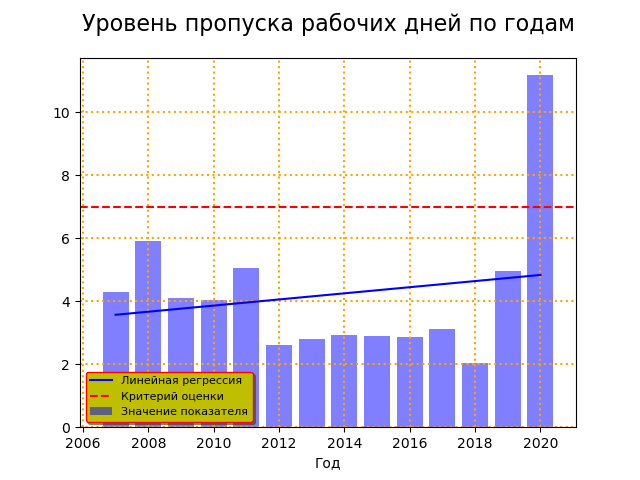 Уровень пропуска рабочих дней по годам
10
8
6
4
2
0
Линейная регрессия
Критерий оценки
Значение показателя
2006 2008 2010 2012 2014 2016 2018 2020
Год